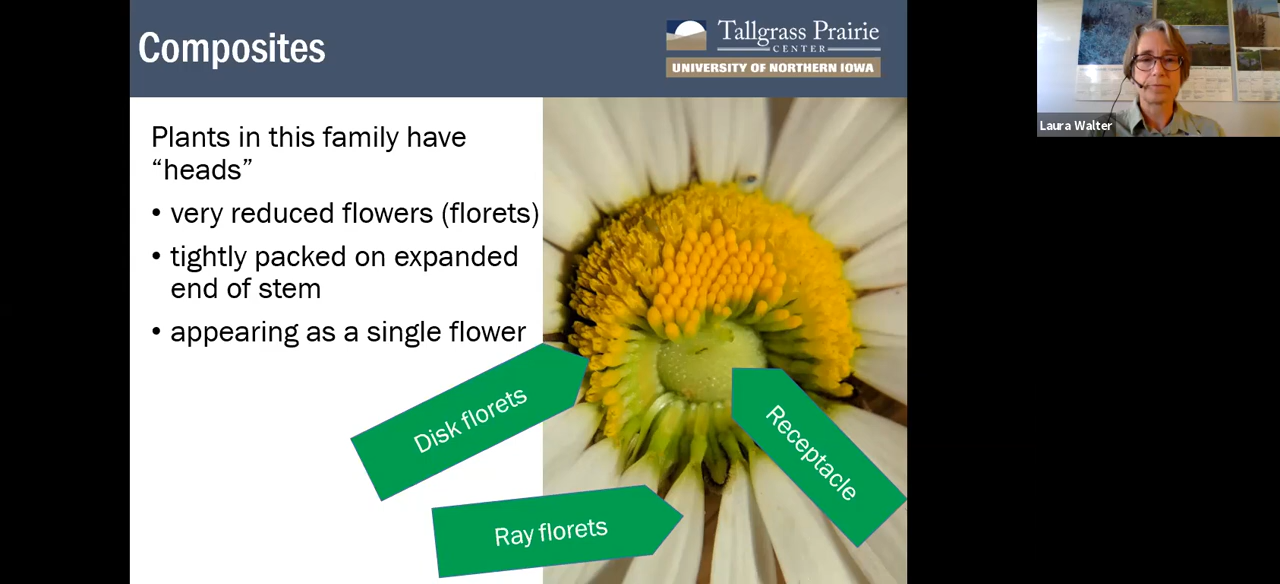 Composites
Tallgrass Prairie
CENTER
UNIVERSITY OF NORTHERN IOWA
Plants in this family have
“heads”
• very reduced flowers (florets)
• tightly packed on expanded
end of stem
• appearing as a single flower
Disk florets
Ray florets
Receptacle
Laura Walter